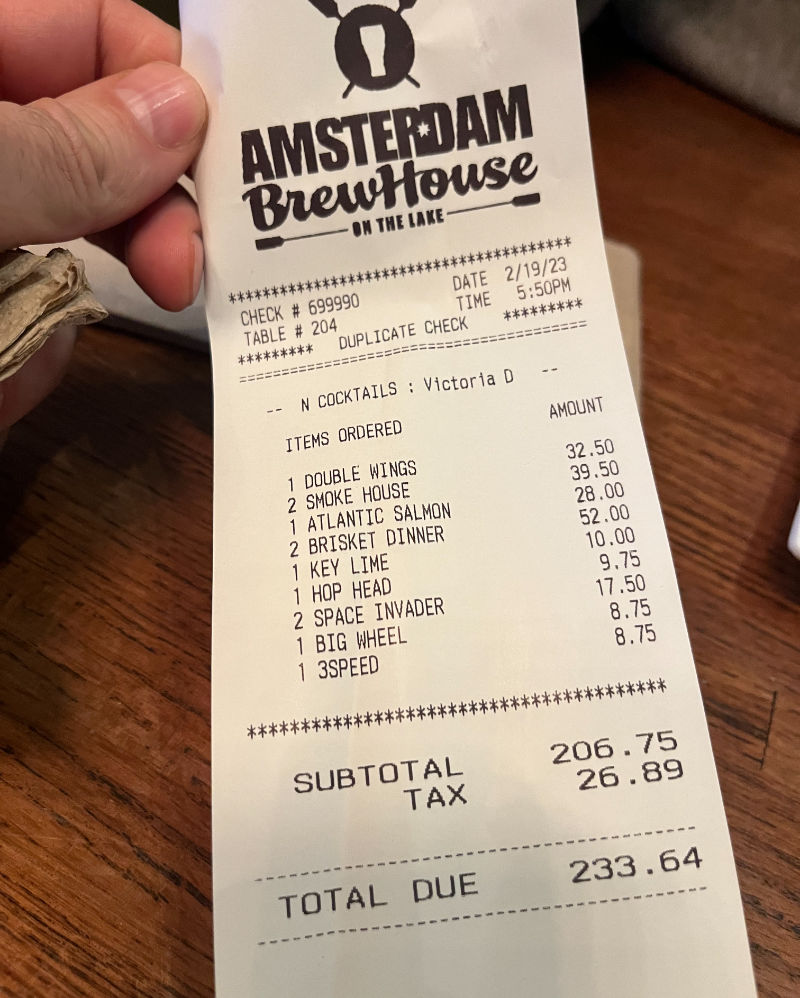 AMSTERDAM
BrewHouse
ON THE LAKE
****************************************
CHECK # 699990 DATE 2/19/23
TABLE # 204 TIME 5:50PM
********* DUPLICATE CHECK *********
========================================
-- N COCKTAILS : Victoria D --
ITEMS ORDERED AMOUNT
1 DOUBLE WINGS 32.50
2 SMOKE HOUSE 39.50
1 ATLANTIC SALMON 28.00
2 BRISKET DINNER 52.00
1 KEY LIME 10.00
1 HOP HEAD 9.75
2 SPACE INVADER 17.50
1 BIG WHEEL 8.75
1 3SPEED 8.75
****************************************
SUBTOTAL 206.75
TAX 26.89
----------------------------------------
TOTAL DUE 233.64
----------------------------------------